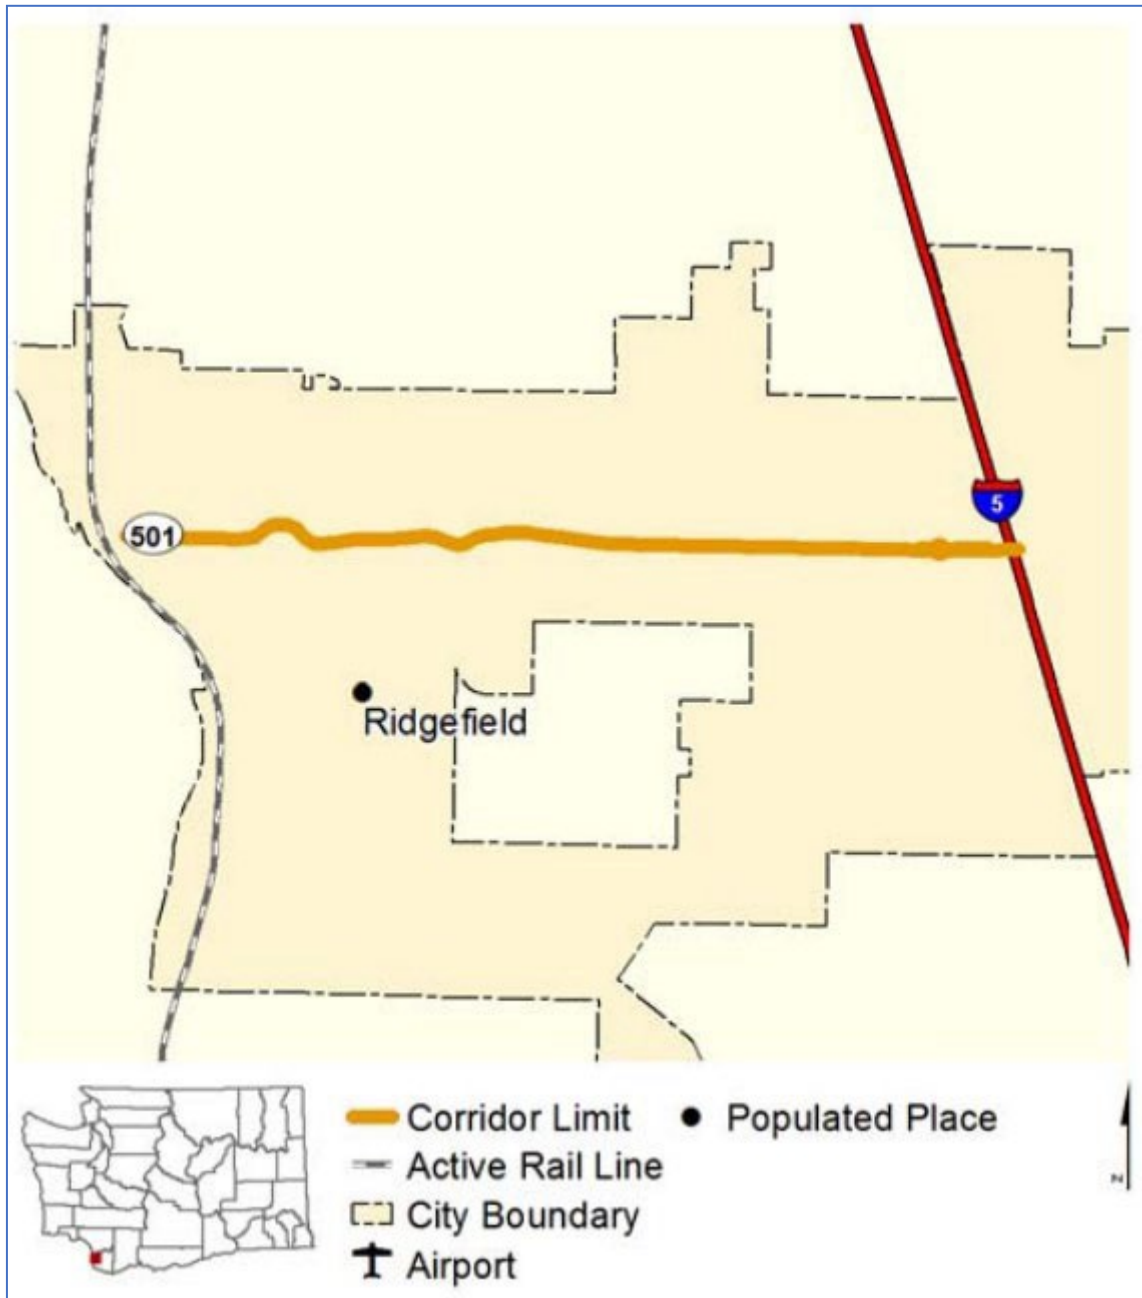 5
501
Ridgefield
Corridor Limit
Populated Place
Active Rail Line
City Boundary
Airport
N